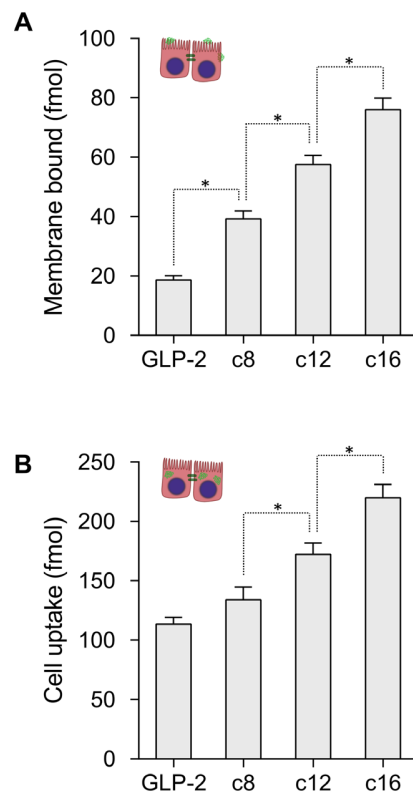 A
Membrane bound (fmol)
100
80
60
40
20
0
*
*
*
GLP-2 c8 c12 c16
B
Cell uptake (fmol)
250
200
150
100
50
0
*
*
GLP-2 c8 c12 c16